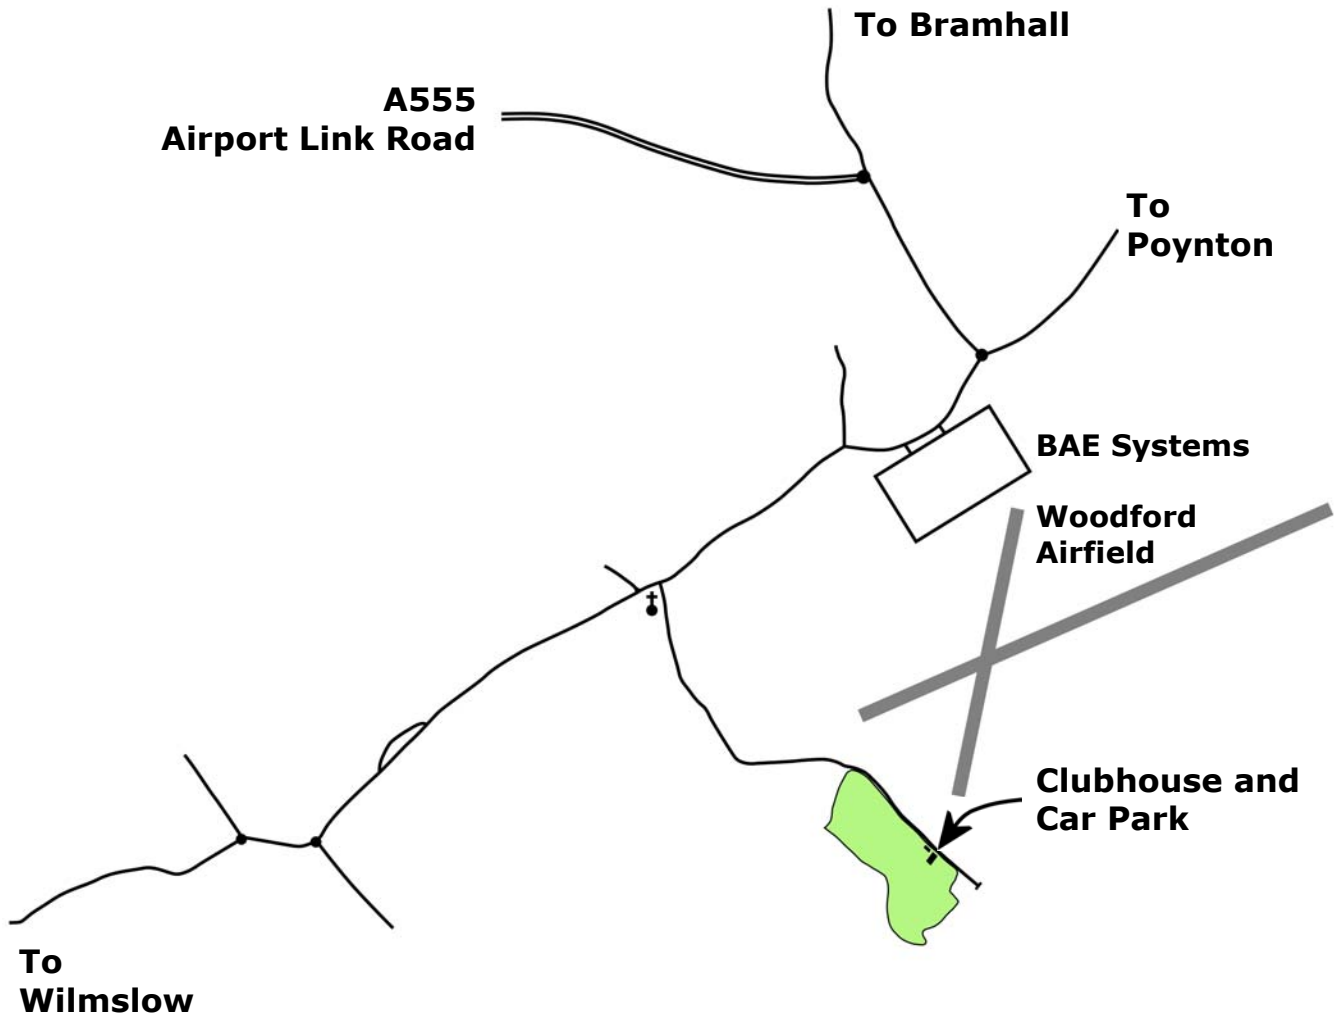 To Bramhall
A555
Airport Link Road
To
Poynton
BAE Systems
Woodford
Airfield
Clubhouse and
Car Park
To
Wilmslow